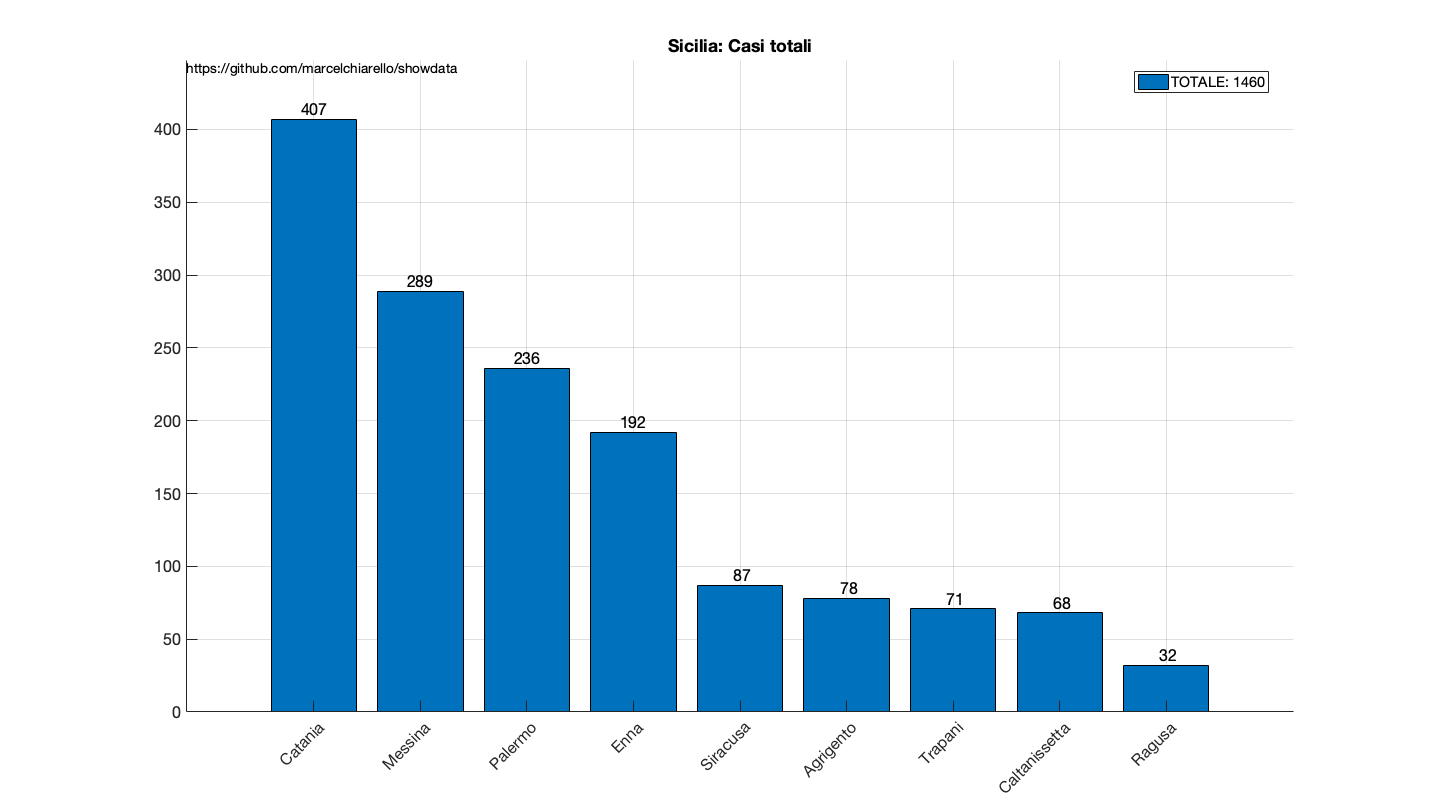 Sicilia: Casi totali
https://github.com/marcelchiarello/showdata
TOTALE: 1460
407
289
236
192
87
78
71
68
32
400
350
300
250
200
150
100
50
0
Catania
Messina
Palermo
Enna
Siracusa
Agrigento
Trapani
Caltanissetta
Ragusa